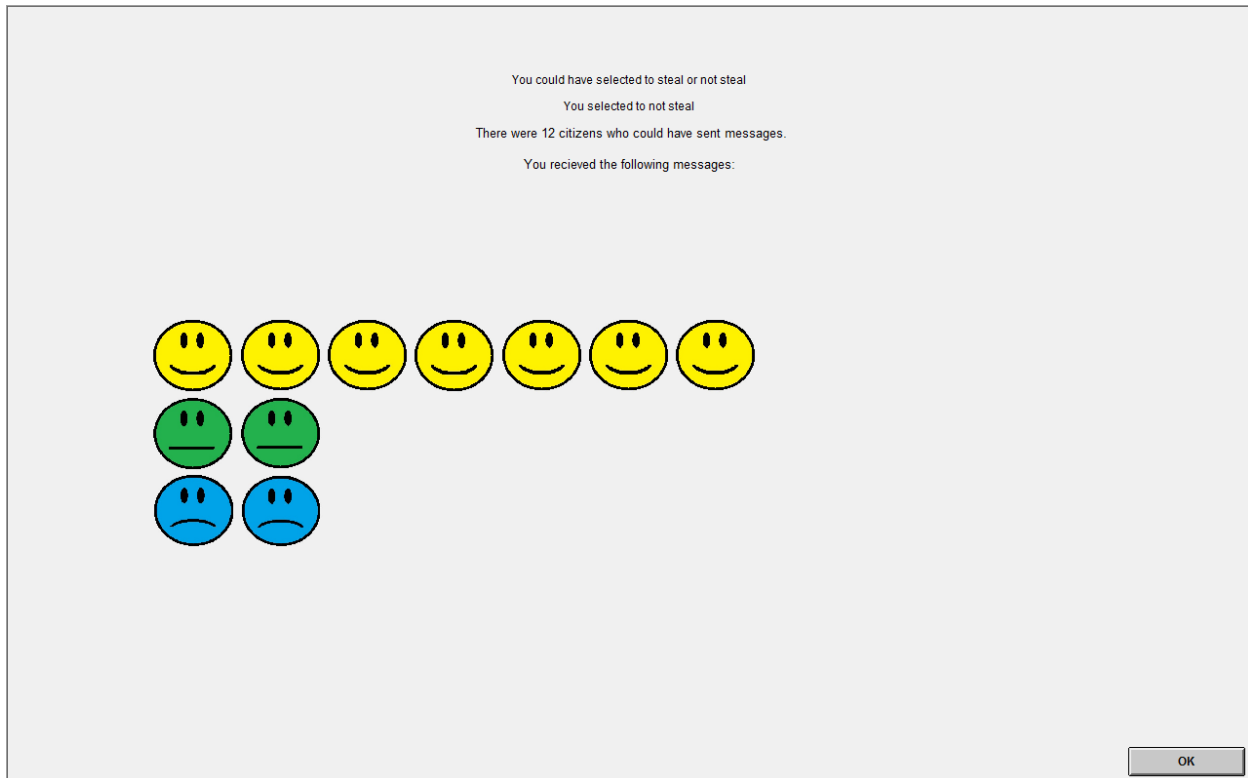 You could have selected to steal or not steal
You selected to not steal
There were 12 citizens who could have sent messages.
You recieved the following messages:
OK